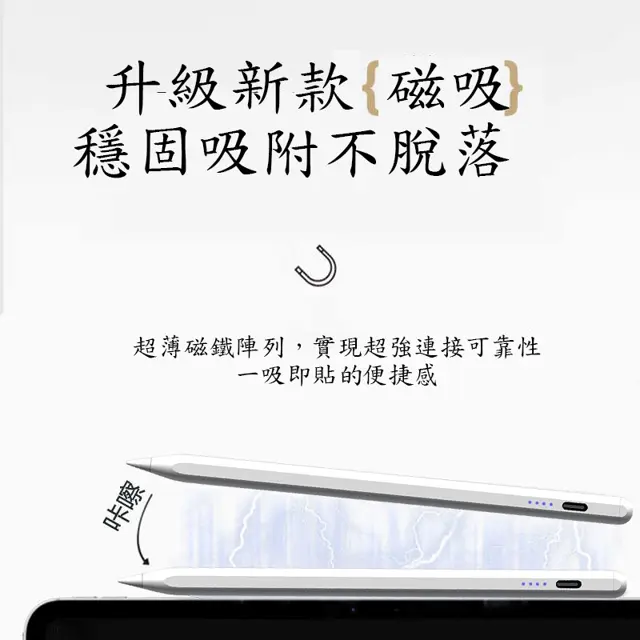 升級新款{磁吸}
穩固吸附不脫落
超薄磁鐵陣列，實現超強連接可靠性
一吸即貼的便捷感
咔嚓